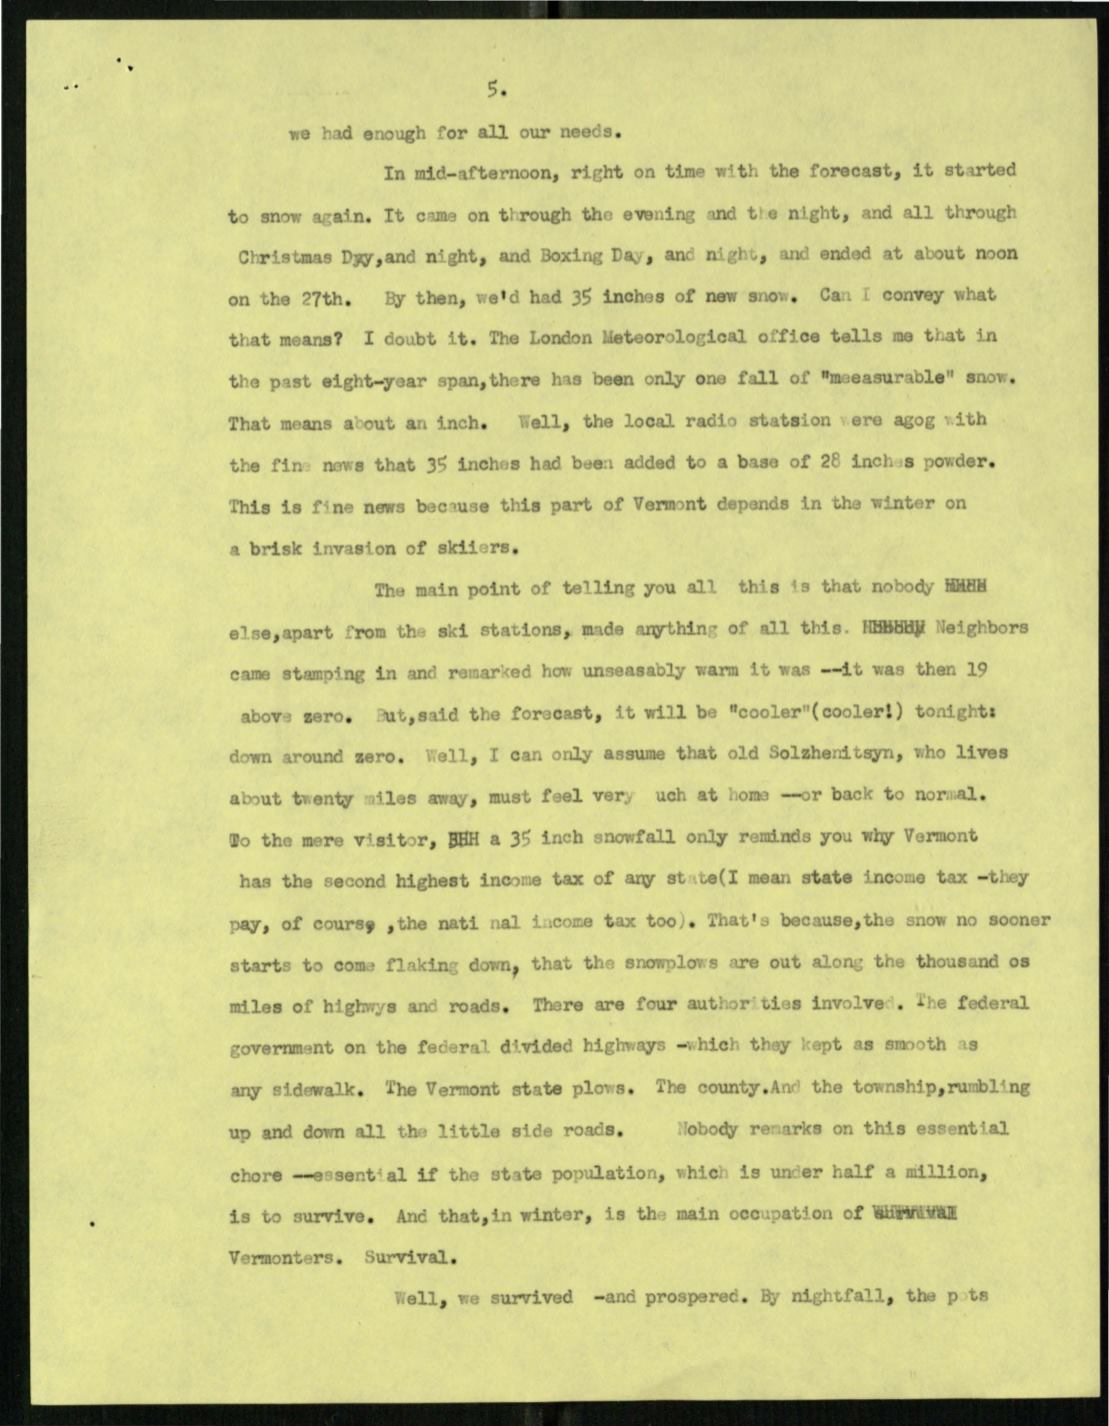 5.
we had enough for all our needs.
In mid-afternoon, right on time with the forecast, it started
to snow again. It came on through the evening and the night, and all through
Christmas Dyy,and night, and Boxing Day, and night, and ended at about noon
on the 27th. By then, we'd had 35 inches of new snow. Can I convey what
that means? I doubt it. The London Meteorological office tells me that in
the past eight-year span,there has been only one fall of "meeasurable" snow.
That means about an inch. Well, the local radio statsion were agog with
the fine news that 35 inches had been added to a base of 28 inches powder.
This is fine news because this part of Vermont depends in the winter on
a brisk invasion of skiiers.
The main point of telling you all this is that nobody
else,apart from the ski stations, made anything of all this. Neighbors
came stamping in and remarked how unseasably warm it was --it was then 19
above zero. But,said the forecast, it will be "cooler"(cooler!) tonight:
down around zero. Well, I can only assume that old Solzhenitsyn, who lives
about twenty miles away, must feel very uch at home --or back to normal.
To the mere visitor, a 35 inch snowfall only reminds you why Vermont
has the second highest income tax of any state(I mean state income tax -they
pay, of course, ,the nati nal income tax too). That's because,the snow no sooner
starts to come flaking down, that the snowplows are out along the thousand os
miles of highwys and roads. There are four authorities involved. The federal
government on the federal divided highways -which they kept as smooth as
any sidewalk. The Vermont state plows. The county.And the township,rumbling
up and down all the little side roads. Nobody remarks on this essential
chore --essential if the state population, which is under half a million,
is to survive. And that,in winter, is the main occupation of survival
Vermonters. Survival.
Well, we survived -and prospered. By nightfall, the pots